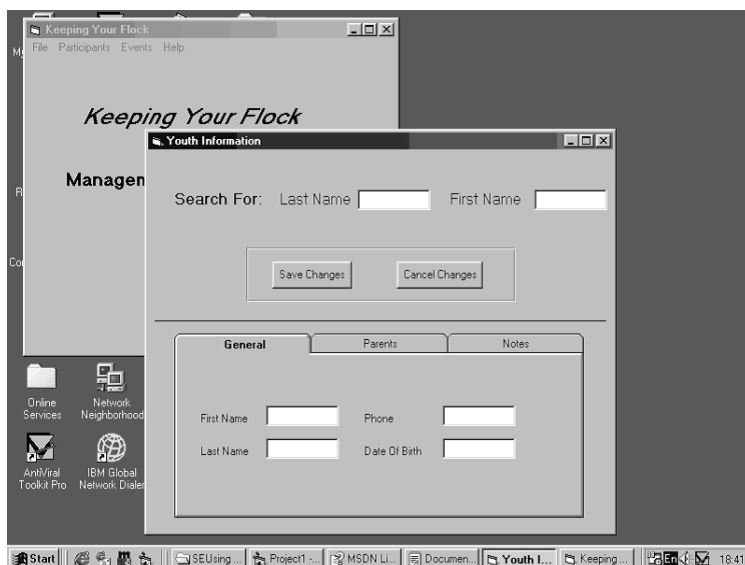 Keeping Your Flock
File Participants Events Help
Keeping Your Flock
Managen
Youth Information
Search For: Last Name First Name
Save Changes Cancel Changes
General Parents Notes
First Name Phone
Last Name Date Of Birth
Online Services
Network Neighborhood
AntiViral Toolkit Pro
IBM Global Network Dialer
Start SEUsing ... Project1 -... MSDN Li... Documen... Youth I... Keeping ... En 18:41